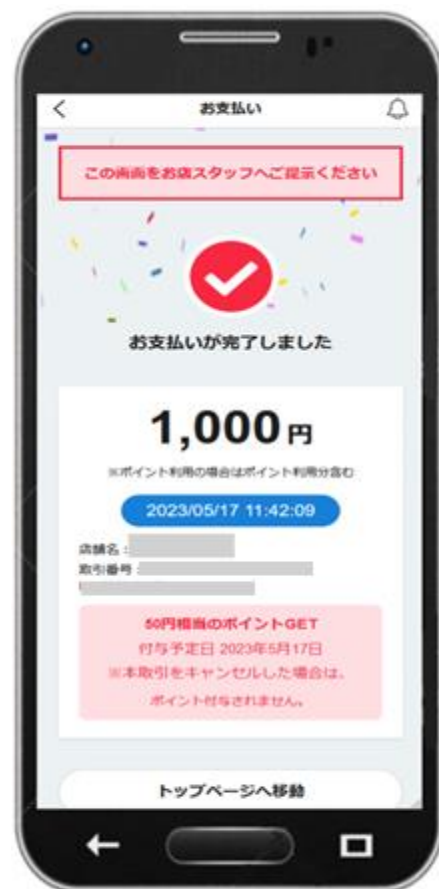 お支払い
この画面をお店スタッフへご提示ください
お支払いが完了しました
1,000円
※ポイント利用の場合はポイント利用分含む
2023/05/17 11:42:09
店舗名：
取引番号：
50円相当のポイントGET
付与予定日 2023年5月17日
※本取引をキャンセルした場合は、
ポイント付与されません。
トップページへ移動